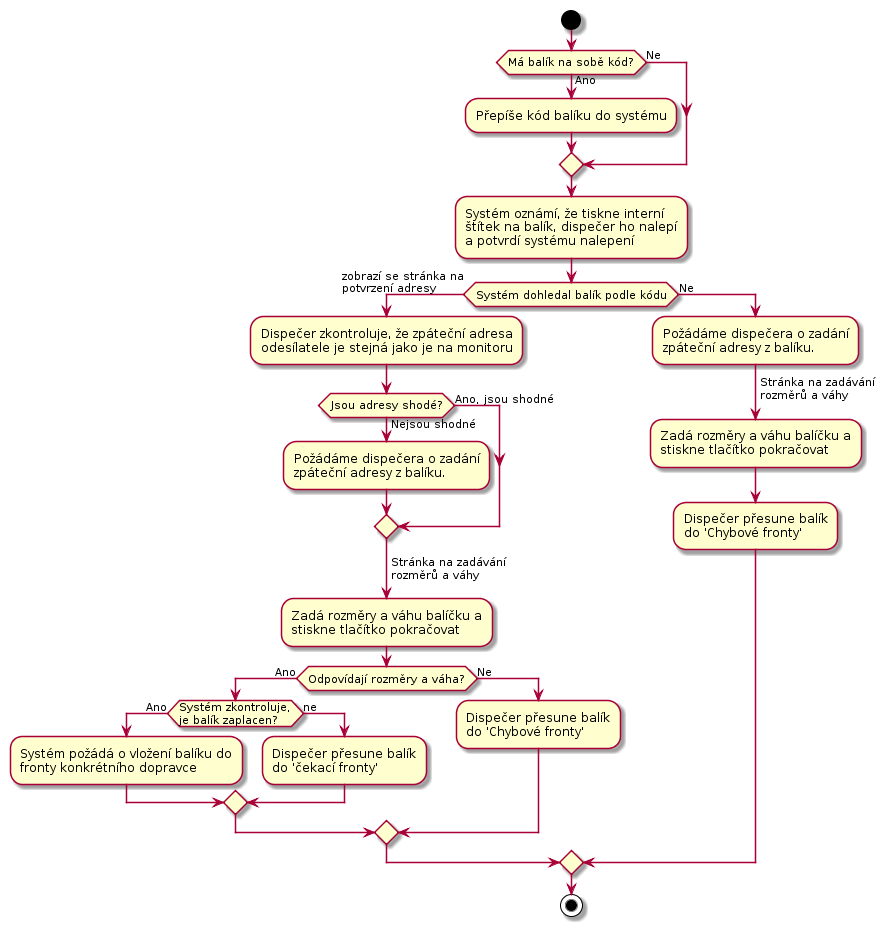 Má balík na sobě kód?
Ne
Ano
Přepíše kód balíku do systému
Systém oznámí, že tiskne interní
štítek na balík, dispečer ho nalepí
a potvrdí systému nalepení
zobrazí se stránka na
potvrzení adresy
Systém dohledal balík podle kódu
Ne
Dispečer zkontroluje, že zpáteční adresa
odesílatele je stejná jako je na monitoru
Požádáme dispečera o zadání
zpáteční adresy z balíku.
Stránka na zadávání
rozměrů a váhy
Jsou adresy shodé?
Ano, jsou shodné
Nejsou shodné
Požádáme dispečera o zadání
zpáteční adresy z balíku.
Zadá rozměry a váhu balíčku a
stiskne tlačítko pokračovat
Dispečer přesune balík
do 'Chybové fronty'
Stránka na zadávání
rozměrů a váhy
Zadá rozměry a váhu balíčku a
stiskne tlačítko pokračovat
Ano
Odpovídají rozměry a váha?
Ne
Ano
Systém zkontroluje,
je balík zaplacen?
ne
Dispečer přesune balík
do 'Chybové fronty'
Systém požádá o vložení balíku do
fronty konkrétního dopravce
Dispečer přesune balík
do 'čekací fronty'